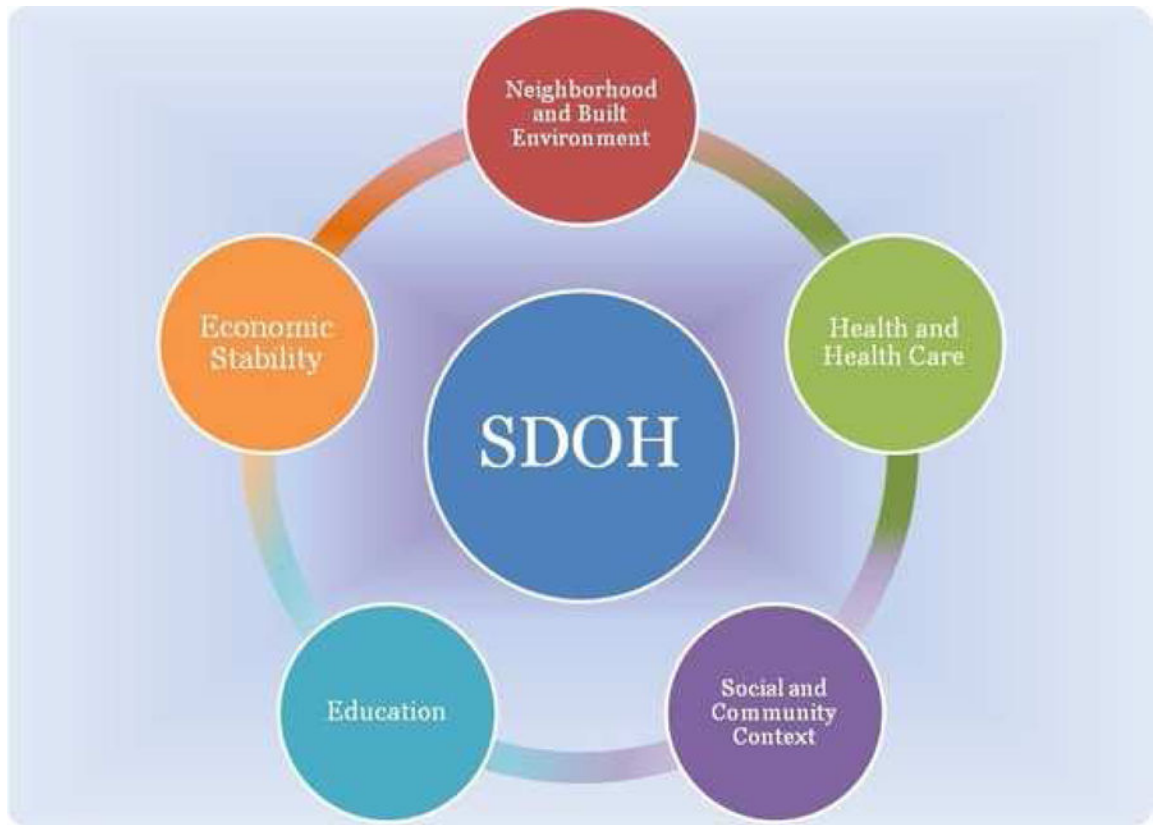 Neighborhood
and Built
Environment
Economic
Stability
Health and
Health Care
SDOH
Education
Social and
Community
Context